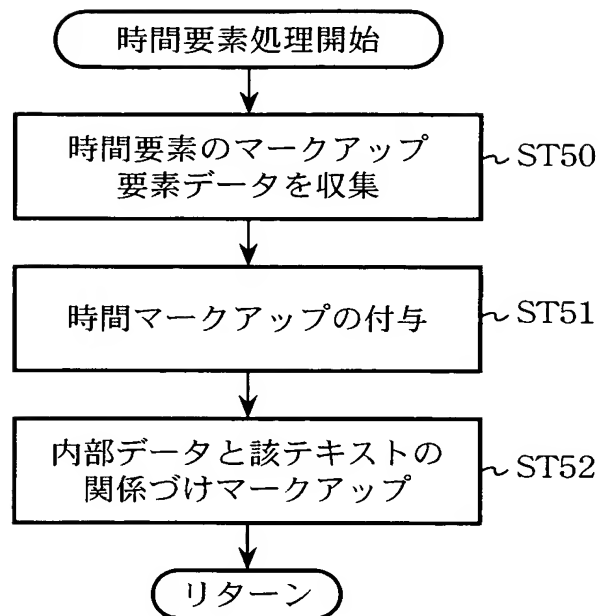 時間要素処理開始
時間要素のマークアップ
要素データを収集
ST50
時間マークアップの付与
ST51
内部データと該テキストの
関係づけマークアップ
ST52
リターン